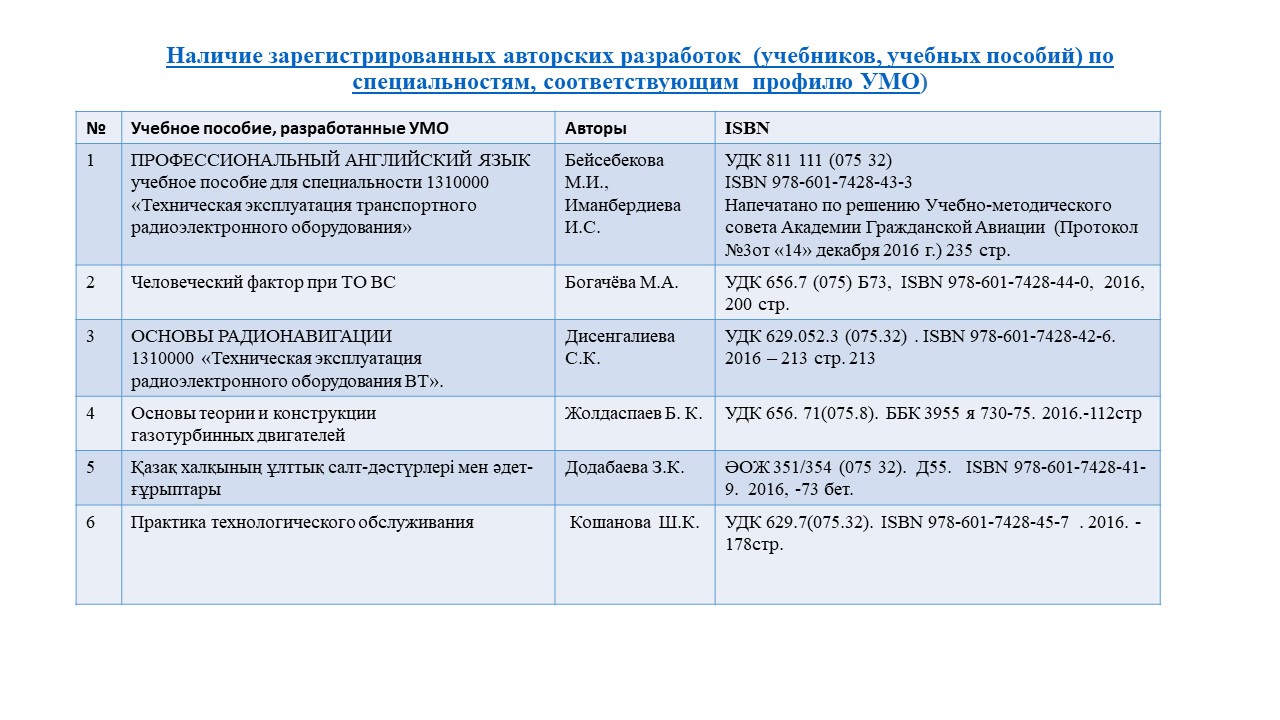 Наличие зарегистрированных авторских разработок (учебников, учебных пособий) по
специальностям, соответствующим профилю УМО)
№ Учебное пособие, разработанные УМО Авторы ISBN
1
ПРОФЕССИОНАЛЬНЫЙ АНГЛИЙСКИЙ ЯЗЫК
учебное пособие для специальности 1310000
«Техническая эксплуатация транспортного
радиоэлектронного оборудования»
Бейсебекова
М.И.,
Иманбердиева
И.С.
УДК 811 111 (075 32)
ISBN 978-601-7428-43-3
Напечатано по решению Учебно-методического
совета Академии Гражданской Авиации (Протокол
№3от «14» декабря 2016 г.) 235 стр.
2
Человеческий фактор при ТО ВС
Богачёва М.А.
УДК 656.7 (075) Б73, ISBN 978-601-7428-44-0, 2016,
200 стр.
3
ОСНОВЫ РАДИОНАВИГАЦИИ
1310000 «Техническая эксплуатация
радиоэлектронного оборудования ВТ».
Дисенгалиева
С.К.
УДК 629.052.3 (075.32) . ISBN 978-601-7428-42-6.
2016 – 213 стр. 213
4
Основы теории и конструкции
газотурбинных двигателей
Жолдаспаев Б. К.
УДК 656. 71(075.8). ББК 3955 я 730-75. 2016.-112стр
5
Қазақ халқының ұлттық салт-дәстүрлері мен әдет-
ғұрыптары
Додабаева З.К.
ӘОЖ 351/354 (075 32). Д55. ISBN 978-601-7428-41-
9. 2016, -73 бет.
6
Практика технологического обслуживания
Кошанова Ш.К.
УДК 629.7(075.32). ISBN 978-601-7428-45-7 . 2016. -
178стр.